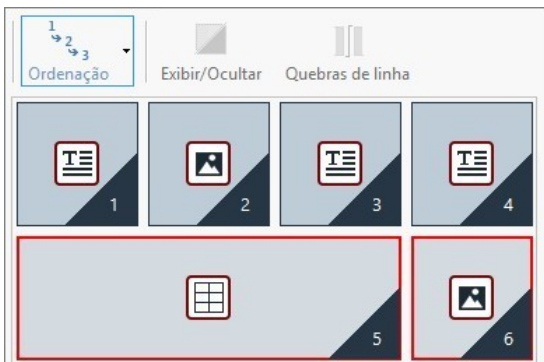 1
2
3
Ordenação
Exibir/Ocultar
Quebras de linha
T
1
2
T
3
T
4
5
6